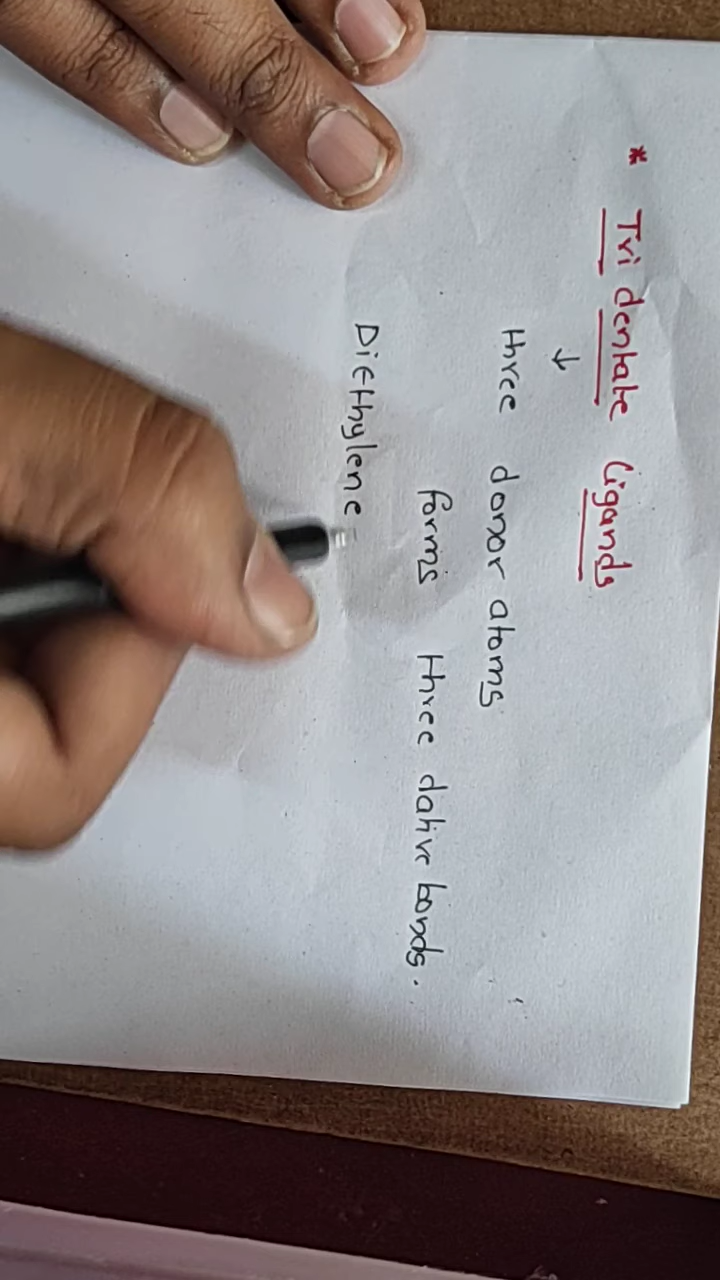 * Tri dentate ligands
↓
three donor atoms
forms three dative bonds.
Diethylene